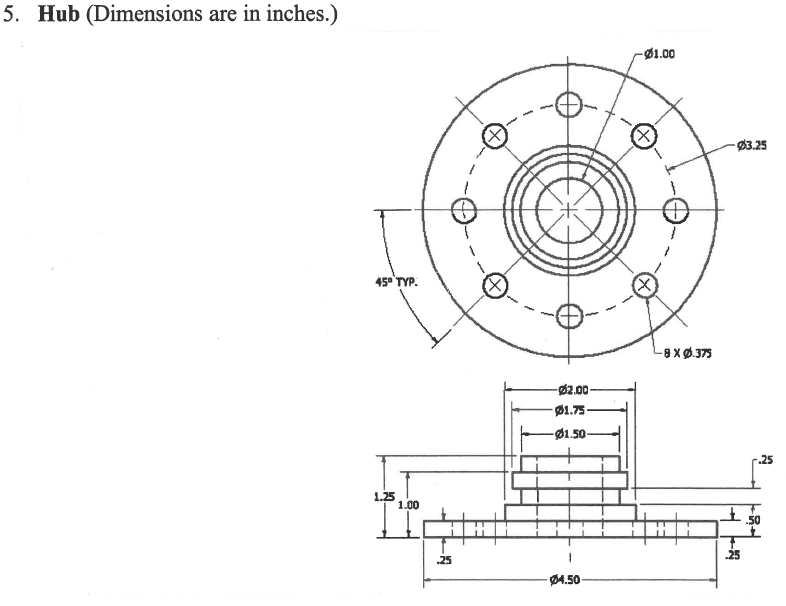 5. Hub (Dimensions are in inches.)
Ø1.00
Ø3.25
45° TYP.
8 X Ø.375
Ø2.00
Ø1.75
Ø1.50
.25
1.25
1.00
.50
.25
.25
Ø4.50